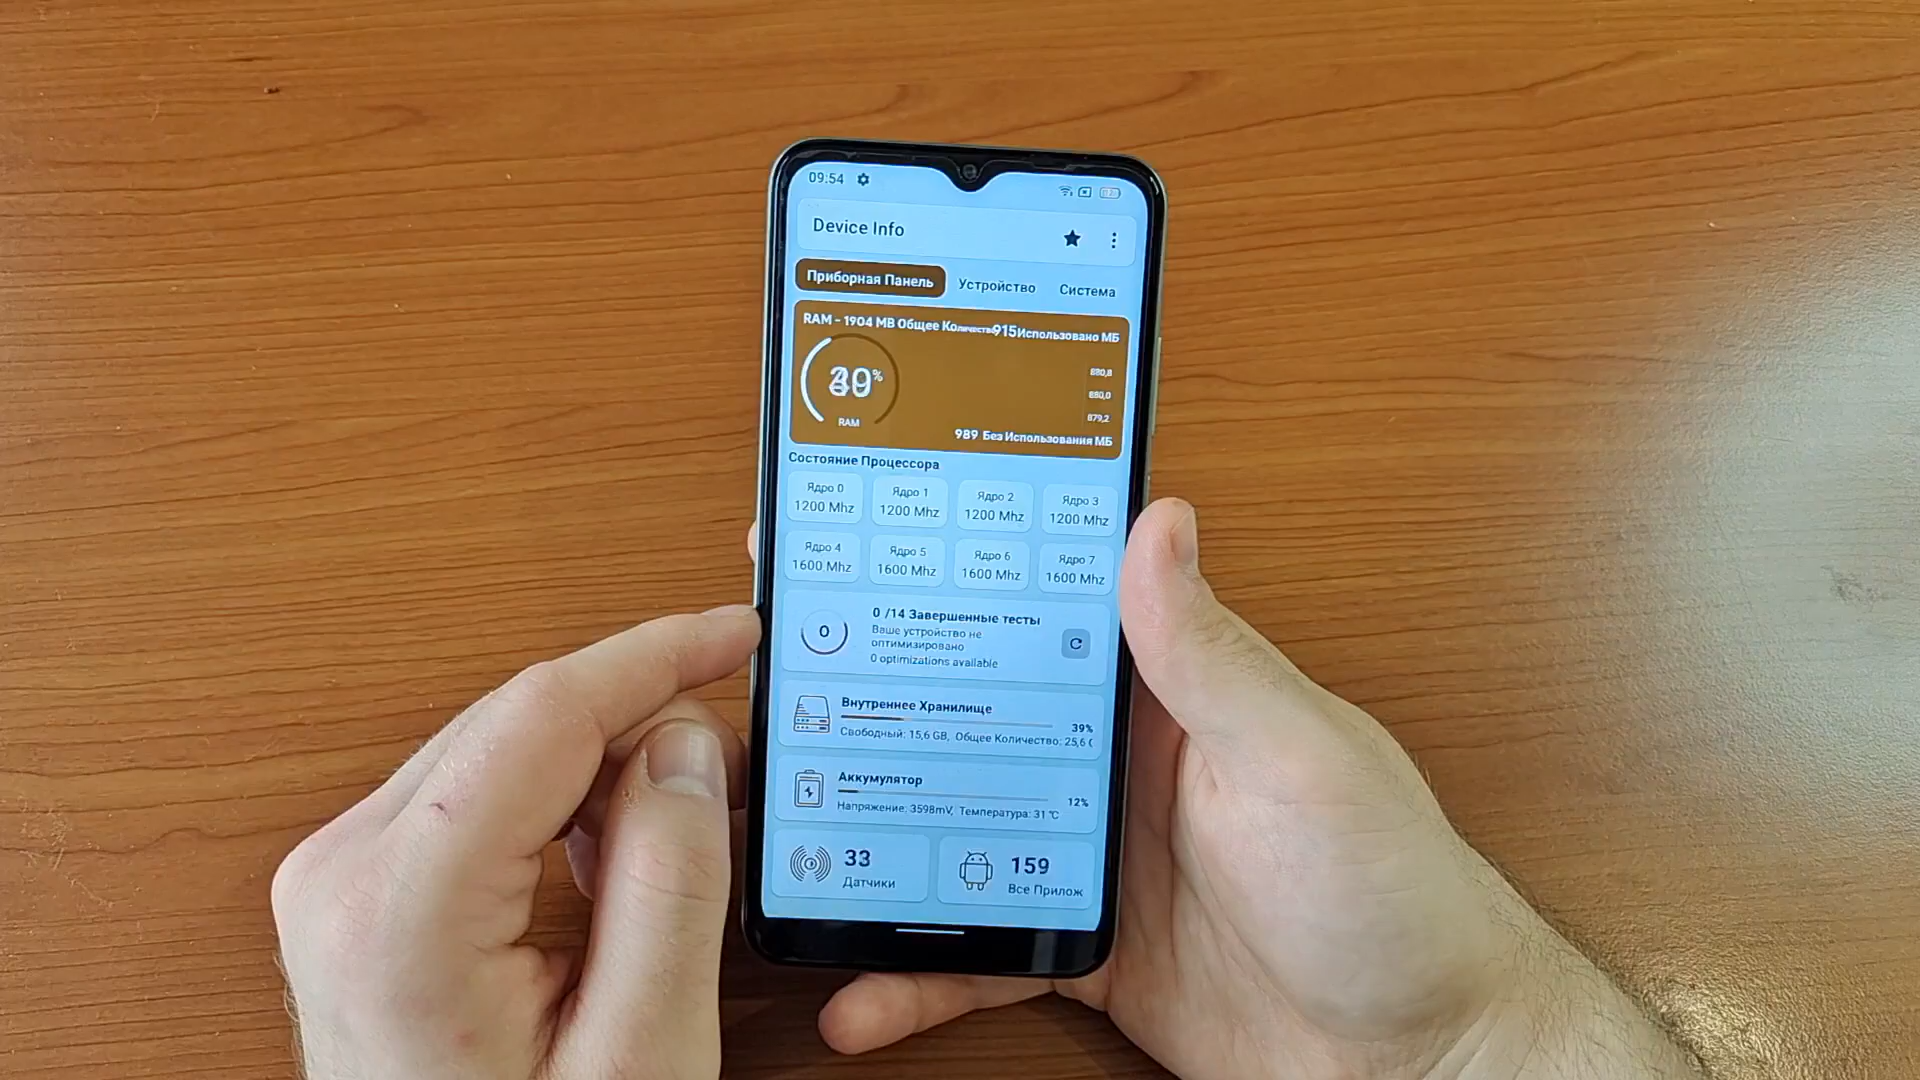 09:54
Device Info
Приборная Панель Устройство Система
RAM - 1904 MB Общее Количество 915 Использовано МБ
%
RAM
880,8
880,0
879,2
989 Без Использования МБ
Состояние Процессора
Ядро 0 Ядро 1 Ядро 2 Ядро 3
1200 Mhz 1200 Mhz 1200 Mhz 1200 Mhz
Ядро 4 Ядро 5 Ядро 6 Ядро 7
1600 Mhz 1600 Mhz 1600 Mhz 1600 Mhz
0
0 /14 Завершенные тесты
Ваше устройство не
оптимизировано
0 optimizations available
Внутреннее Хранилище
39%
Свободный: 15,6 GB, Общее Количество: 25,6
Аккумулятор
12%
Напряжение: 3598mV, Температура: 31 °C
33
Датчики
159
Все Прилож